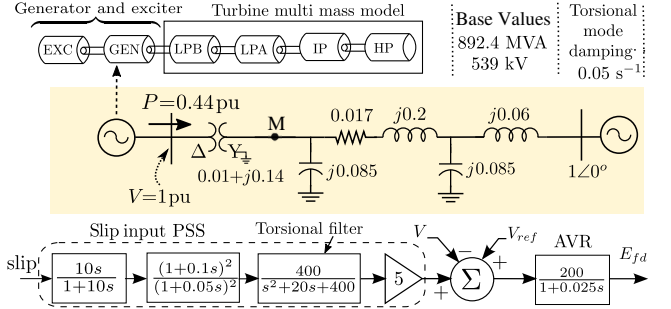 Generator and exciter
Turbine multi mass model
EXC GEN LPB LPA IP HP
Base Values
892.4 MVA
539 kV
Torsional
mode
damping:
0.05 s⁻¹
P=0.44pu
M
0.017
j0.2
j0.06
Δ Y
0.01+j0.14
j0.085
j0.085
V=1pu
1∠0°
Slip input PSS
Torsional filter
slip
10s
1+10s
(1+0.1s)²
(1+0.05s)²
400
s²+20s+400
5
+
V
−
Σ
V_ref
+
AVR
200
1+0.025s
E_fd